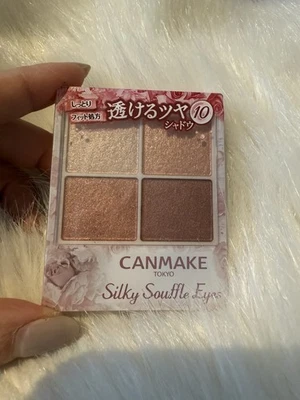 しっとり
フィット処方
透けるツヤ
シャドウ
10
CANMAKE
TOKYO
Silky Souffle Eyes